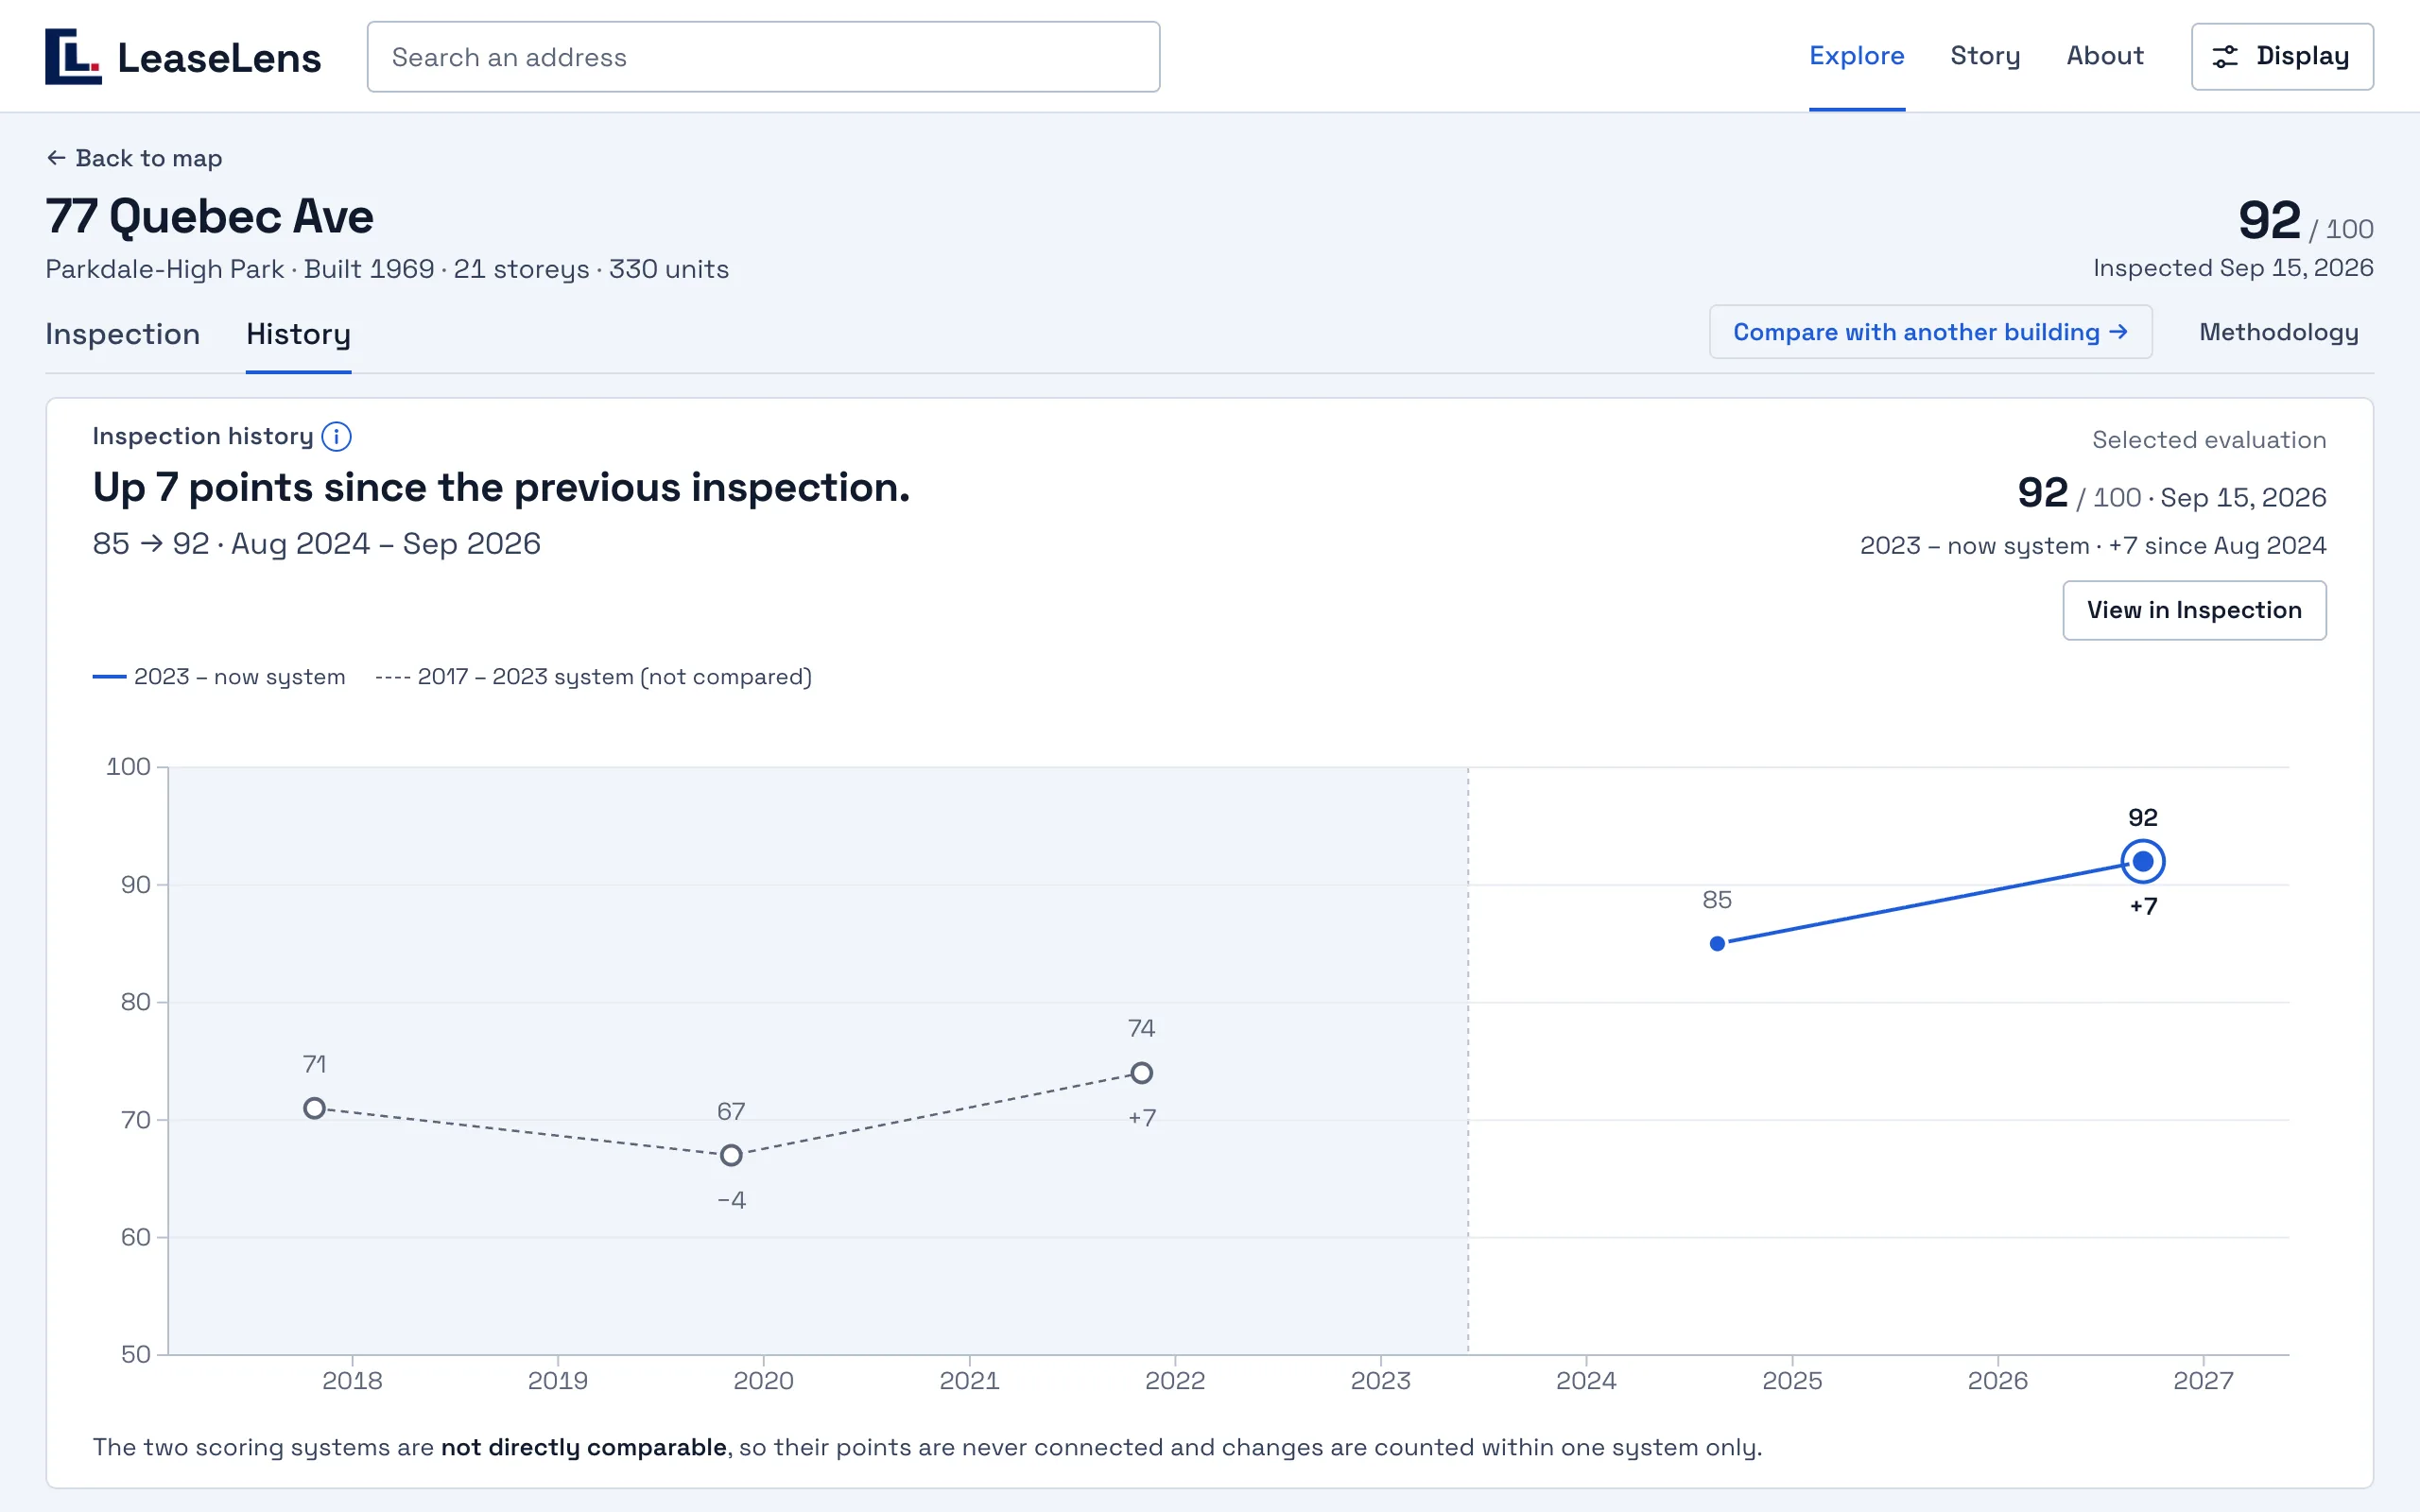 LeaseLens
Search an address
Explore
Story
About
Display
← Back to map
77 Quebec Ave
Parkdale-High Park · Built 1969 · 21 storeys · 330 units
92 / 100
Inspected Sep 15, 2026
Inspection
History
Compare with another building →
Methodology
Inspection history
Up 7 points since the previous inspection.
85 → 92 · Aug 2024 – Sep 2026
Selected evaluation
92 / 100 · Sep 15, 2026
2023 – now system · +7 since Aug 2024
View in Inspection
2023 – now system
2017 – 2023 system (not compared)
100
90
80
70
60
50
71
67
−4
74
+7
85
92
+7
2018
2019
2020
2021
2022
2023
2024
2025
2026
2027
The two scoring systems are not directly comparable, so their points are never connected and changes are counted within one system only.